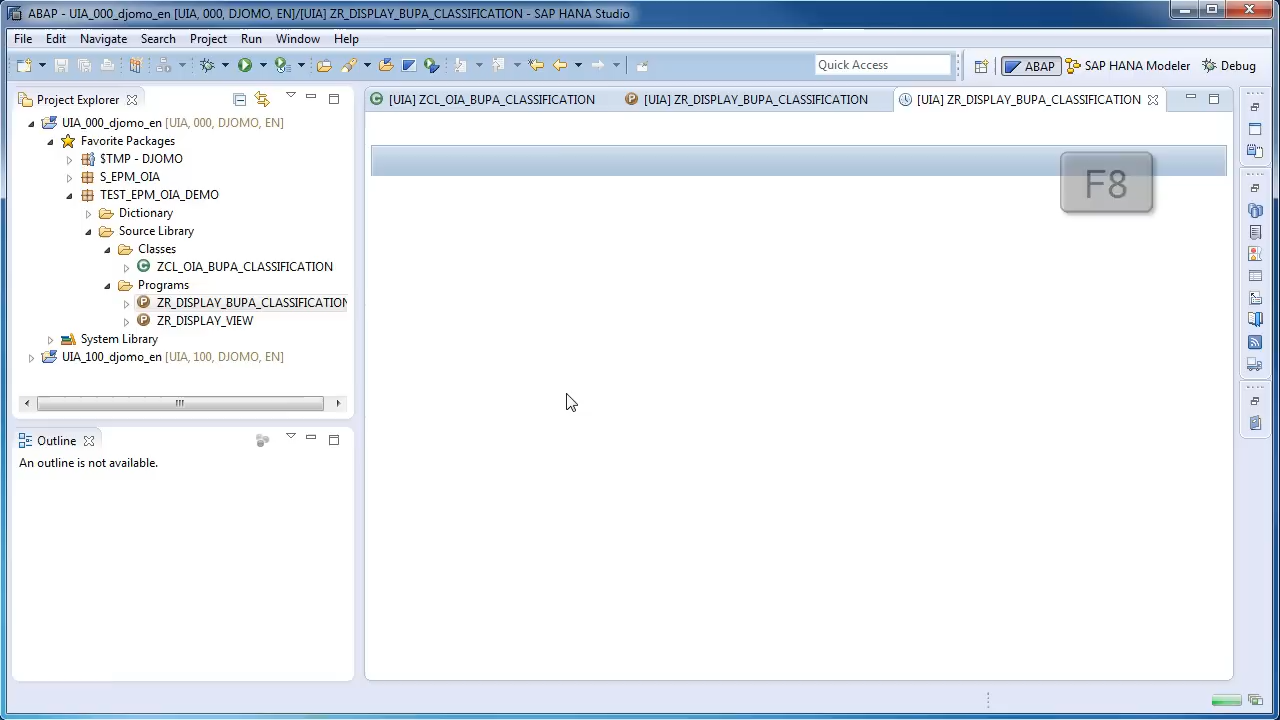 ABAP - UIA_000_djomo_en [UIA, 000, DJOMO, EN]/[UIA] ZR_DISPLAY_BUPA_CLASSIFICATION - SAP HANA Studio
File Edit Navigate Search Project Run Window Help
Quick Access
ABAP
SAP HANA Modeler
Debug
Project Explorer
UIA_000_djomo_en [UIA, 000, DJOMO, EN]
Favorite Packages
$TMP - DJOMO
S_EPM_OIA
TEST_EPM_OIA_DEMO
Dictionary
Source Library
Classes
ZCL_OIA_BUPA_CLASSIFICATION
Programs
ZR_DISPLAY_BUPA_CLASSIFICATION
ZR_DISPLAY_VIEW
System Library
UIA_100_djomo_en [UIA, 100, DJOMO, EN]
Outline
An outline is not available.
[UIA] ZCL_OIA_BUPA_CLASSIFICATION
[UIA] ZR_DISPLAY_BUPA_CLASSIFICATION
[UIA] ZR_DISPLAY_BUPA_CLASSIFICATION
F8